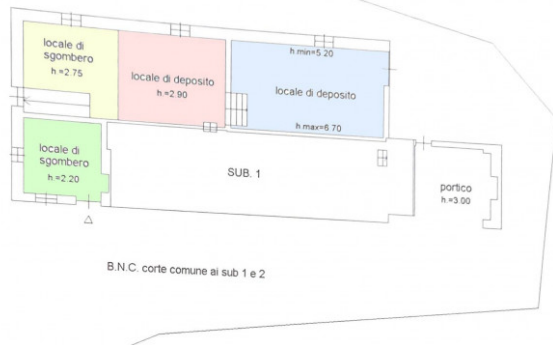 locale di
sgombero
h.=2.75
locale di deposito
h.=2.90
h.min=5.20
locale di deposito
h.max=6.70
locale di
sgombero
h.=2.20
SUB. 1
portico
h.=3.00
B.N.C. corte comune ai sub 1 e 2